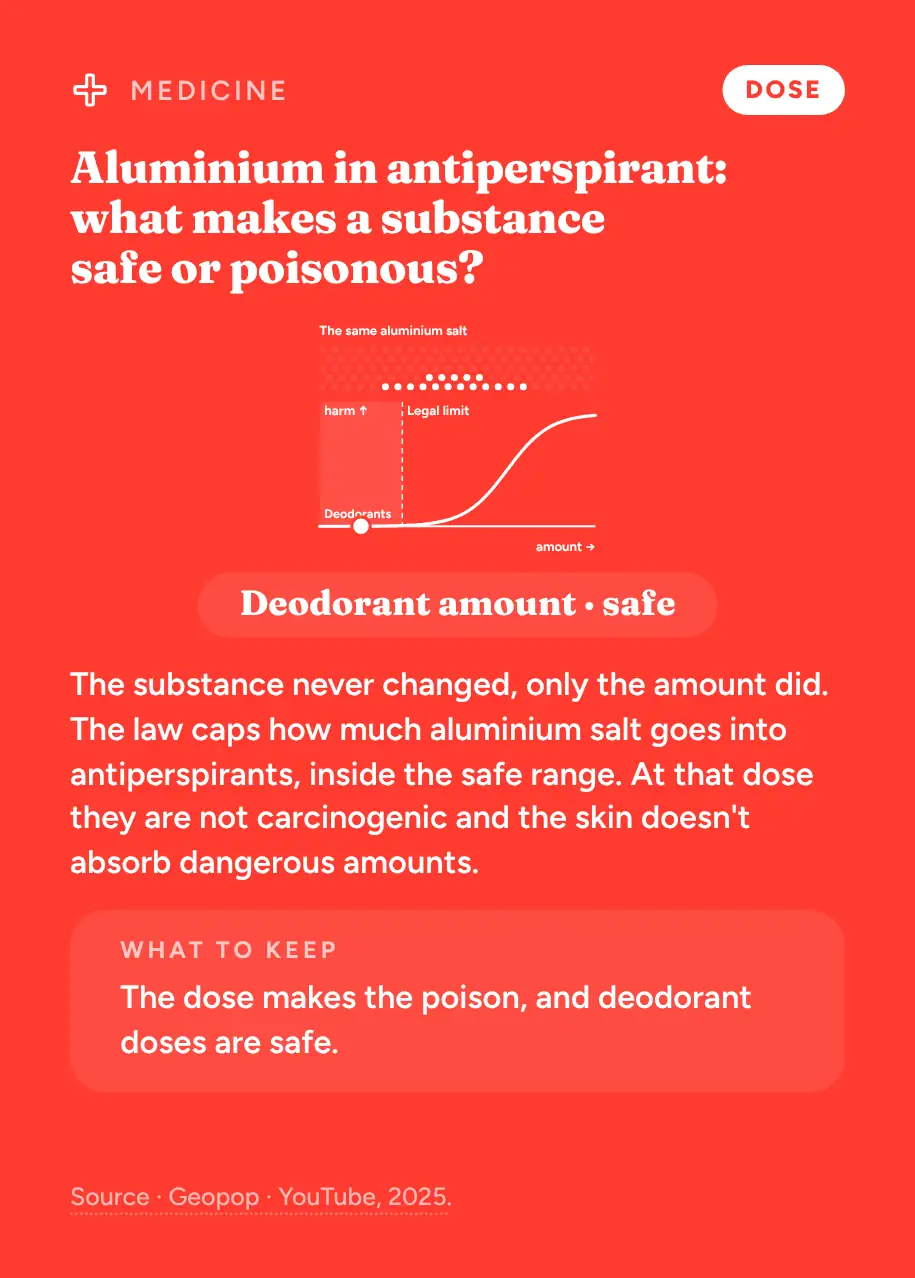 MEDICINE
DOSE
Aluminium in antiperspirant:
what makes a substance
safe or poisonous?
The same aluminium salt
harm ↑
Legal limit
Deodorants
amount →
Deodorant amount • safe
The substance never changed, only the amount did.
The law caps how much aluminium salt goes into
antiperspirants, inside the safe range. At that dose
they are not carcinogenic and the skin doesn't
absorb dangerous amounts.
WHAT TO KEEP
The dose makes the poison, and deodorant
doses are safe.
Source · Geopop · YouTube, 2025.